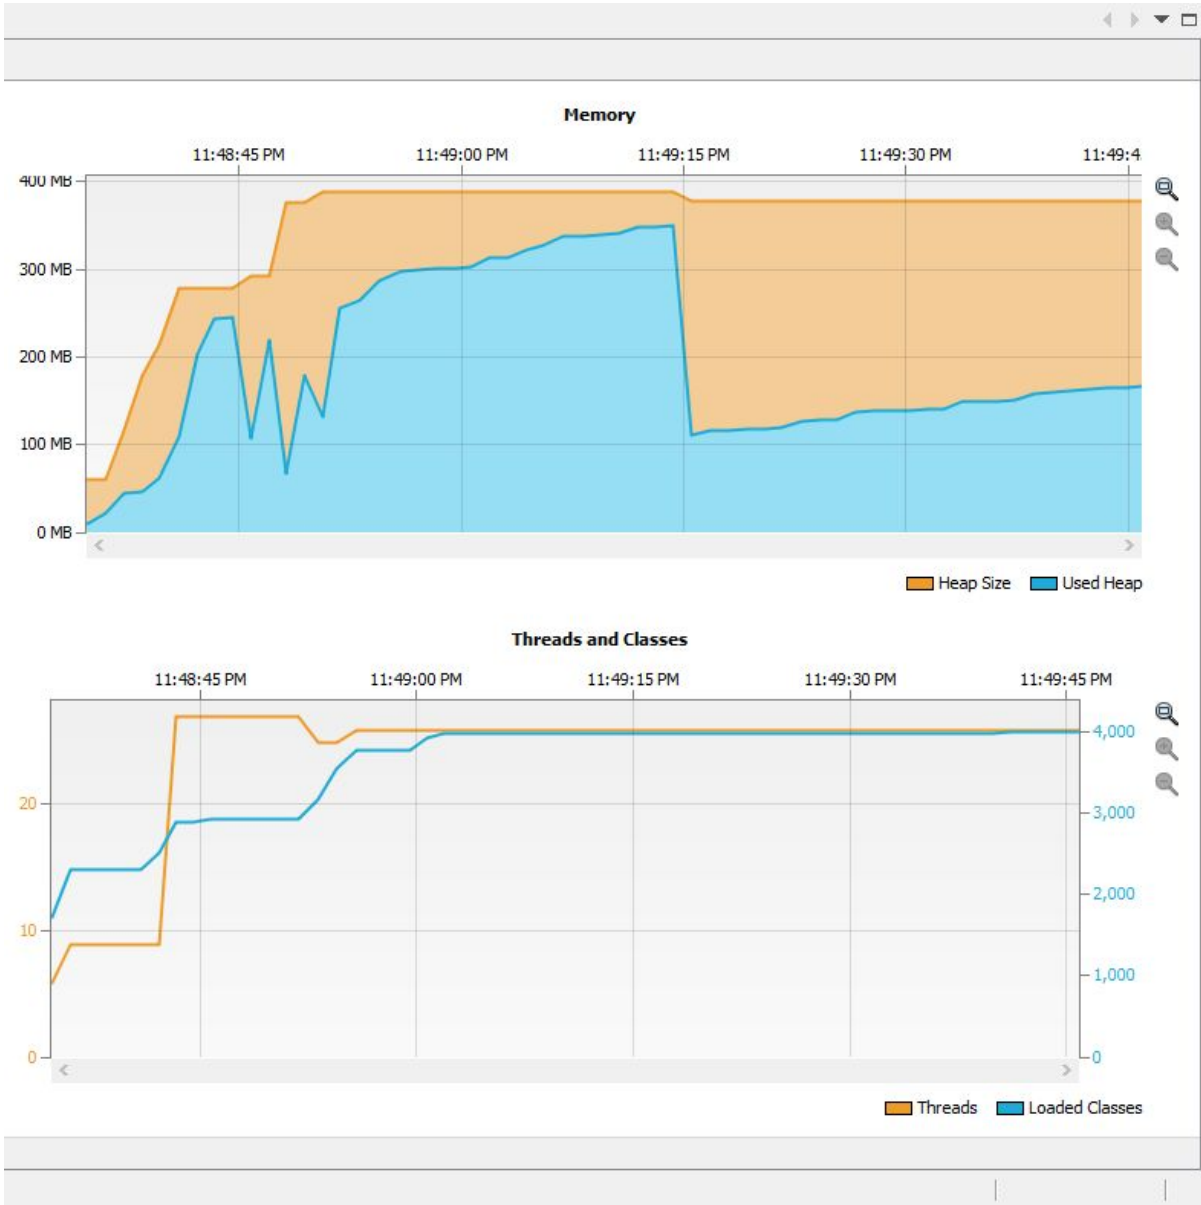 Memory
11:48:45 PM 11:49:00 PM 11:49:15 PM 11:49:30 PM 11:49:4
400 MB
300 MB
200 MB
100 MB
0 MB
Heap Size Used Heap
Threads and Classes
11:48:45 PM 11:49:00 PM 11:49:15 PM 11:49:30 PM 11:49:45 PM
4,000
20
3,000
2,000
10
1,000
0 0
Threads Loaded Classes